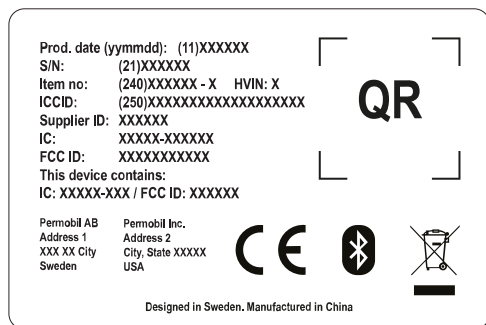 Prod. date (yymmdd): (11)XXXXXX
S/N: (21)XXXXXX
Item no: (240)XXXXXX - X HVIN: X
ICCID: (250)XXXXXXXXXXXXXXXXXXX
Supplier ID: XXXXXX
IC: XXXXX-XXXXXX
FCC ID: XXXXXXXXXXX
This device contains:
IC: XXXXX-XXX / FCC ID: XXXXXX
QR
Permobil AB
Address 1
XXX XX City
Sweden
Permobil Inc.
Address 2
City, State XXXXX
USA
CE
Designed in Sweden. Manufactured in China